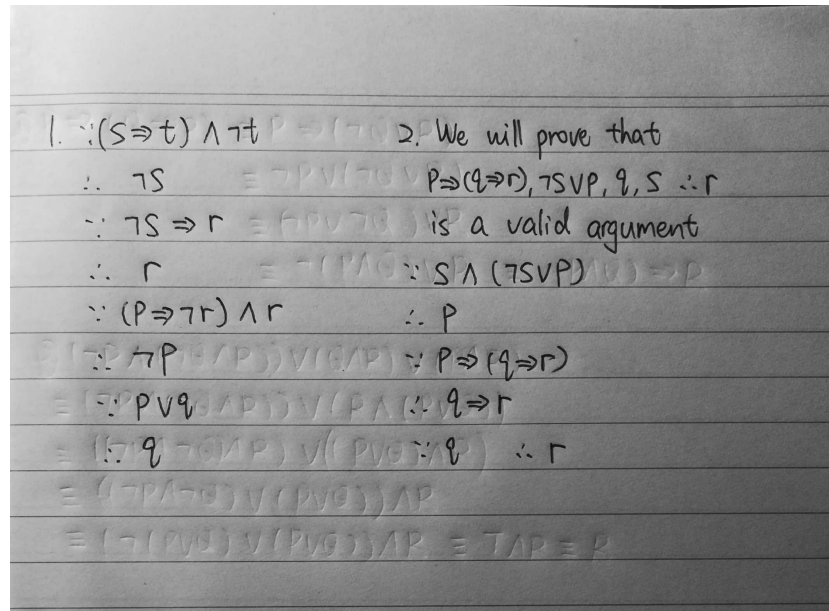 1. ∵ (S⇒t) ∧ ¬t
∴ ¬S
∵ ¬S ⇒ r
∴ r
∵ (P⇒¬r) ∧ r
∴ ¬P
∵ P∨q
∴ q
2. We will prove that
P⇒(q⇒r), ¬S∨P, q, S ∴ r
is a valid argument
∵ S ∧ (¬S∨P)
∴ P
∵ P⇒(q⇒r)
∴ q⇒r
∵ q ∴ r
≡ (¬P∧¬Q)∨(P∨Q))∧P
≡ (¬(P∨Q)∨(P∨Q))∧P ≡ T∧P ≡ P